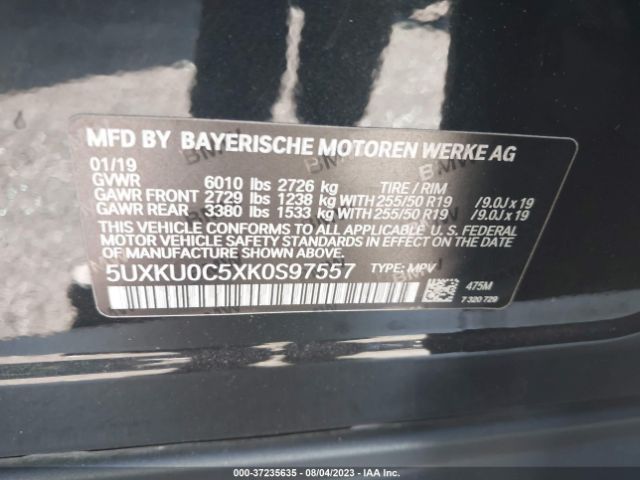 MFD BY BAYERISCHE MOTOREN WERKE AG
01/19
GVWR 6010 lbs 2726 kg TIRE / RIM
GAWR FRONT 2729 lbs 1238 kg WITH 255/50 R19 /9.0J x 19
GAWR REAR 3380 lbs 1533 kg WITH 255/50 R19 /9.0J x 19
THIS VEHICLE CONFORMS TO ALL APPLICABLE U.S. FEDERAL
MOTOR VEHICLE SAFETY STANDARDS IN EFFECT ON THE DATE
OF MANUFACTURE SHOWN ABOVE.
5UXKU0C5XK0S97557 TYPE: MPV
475M
7 320 729
000-37235635 - 08/04/2023 - IAA Inc.